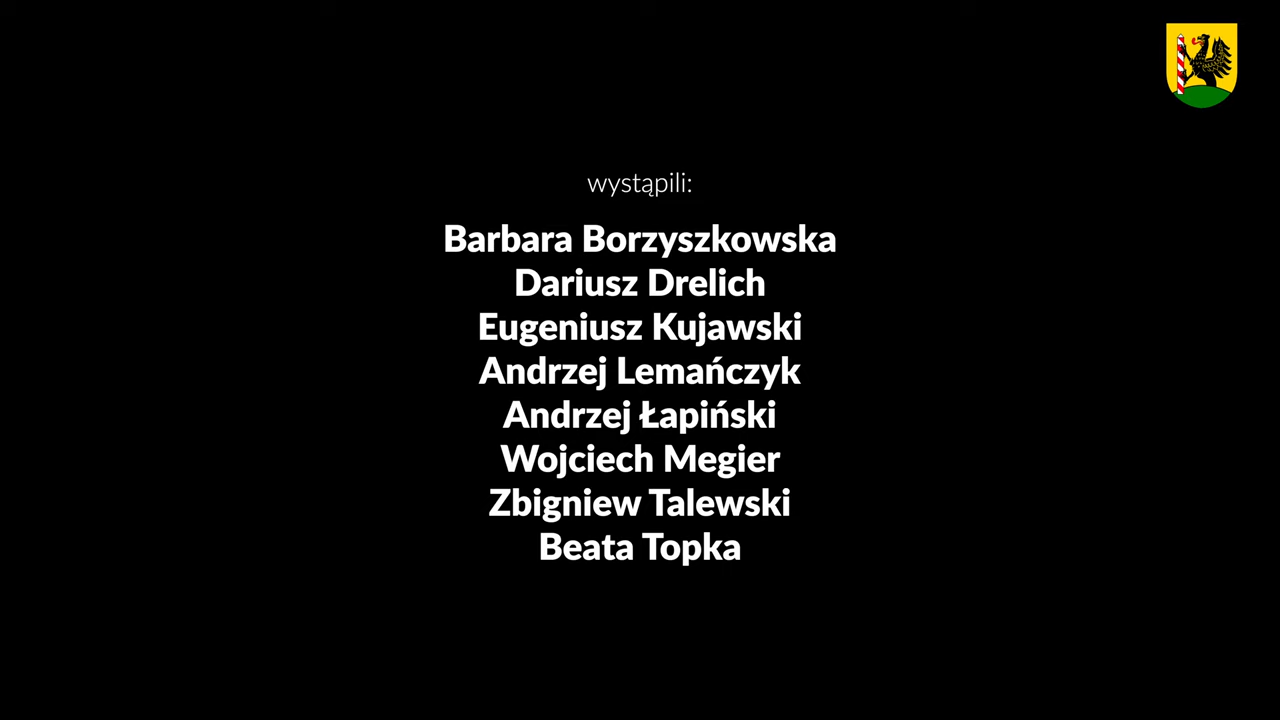 wystąpili:
Barbara Borzyszkowska
Dariusz Drelich
Eugeniusz Kujawski
Andrzej Lemańczyk
Andrzej Łapiński
Wojciech Megier
Zbigniew Talewski
Beata Topka